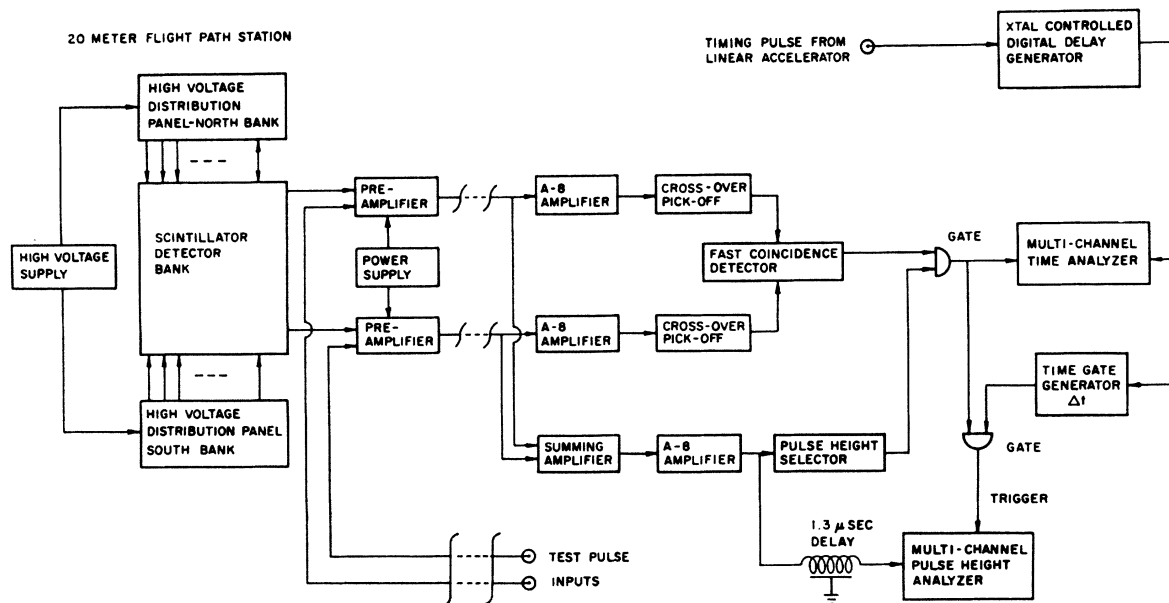 20 METER FLIGHT PATH STATION
TIMING PULSE FROM
LINEAR ACCELERATOR
XTAL CONTROLLED
DIGITAL DELAY
GENERATOR
HIGH VOLTAGE
DISTRIBUTION
PANEL-NORTH BANK
HIGH VOLTAGE
SUPPLY
SCINTILLATOR
DETECTOR
BANK
HIGH VOLTAGE
DISTRIBUTION PANEL
SOUTH BANK
PRE-
AMPLIFIER
POWER
SUPPLY
PRE-
AMPLIFIER
A-8
AMPLIFIER
CROSS-OVER
PICK-OFF
FAST COINCIDENCE
DETECTOR
A-8
AMPLIFIER
CROSS-OVER
PICK-OFF
GATE
MULTI-CHANNEL
TIME ANALYZER
TIME GATE
GENERATOR
Δt
SUMMING
AMPLIFIER
A-8
AMPLIFIER
PULSE HEIGHT
SELECTOR
GATE
TRIGGER
1.3 μ SEC
DELAY
MULTI-CHANNEL
PULSE HEIGHT
ANALYZER
TEST PULSE
INPUTS